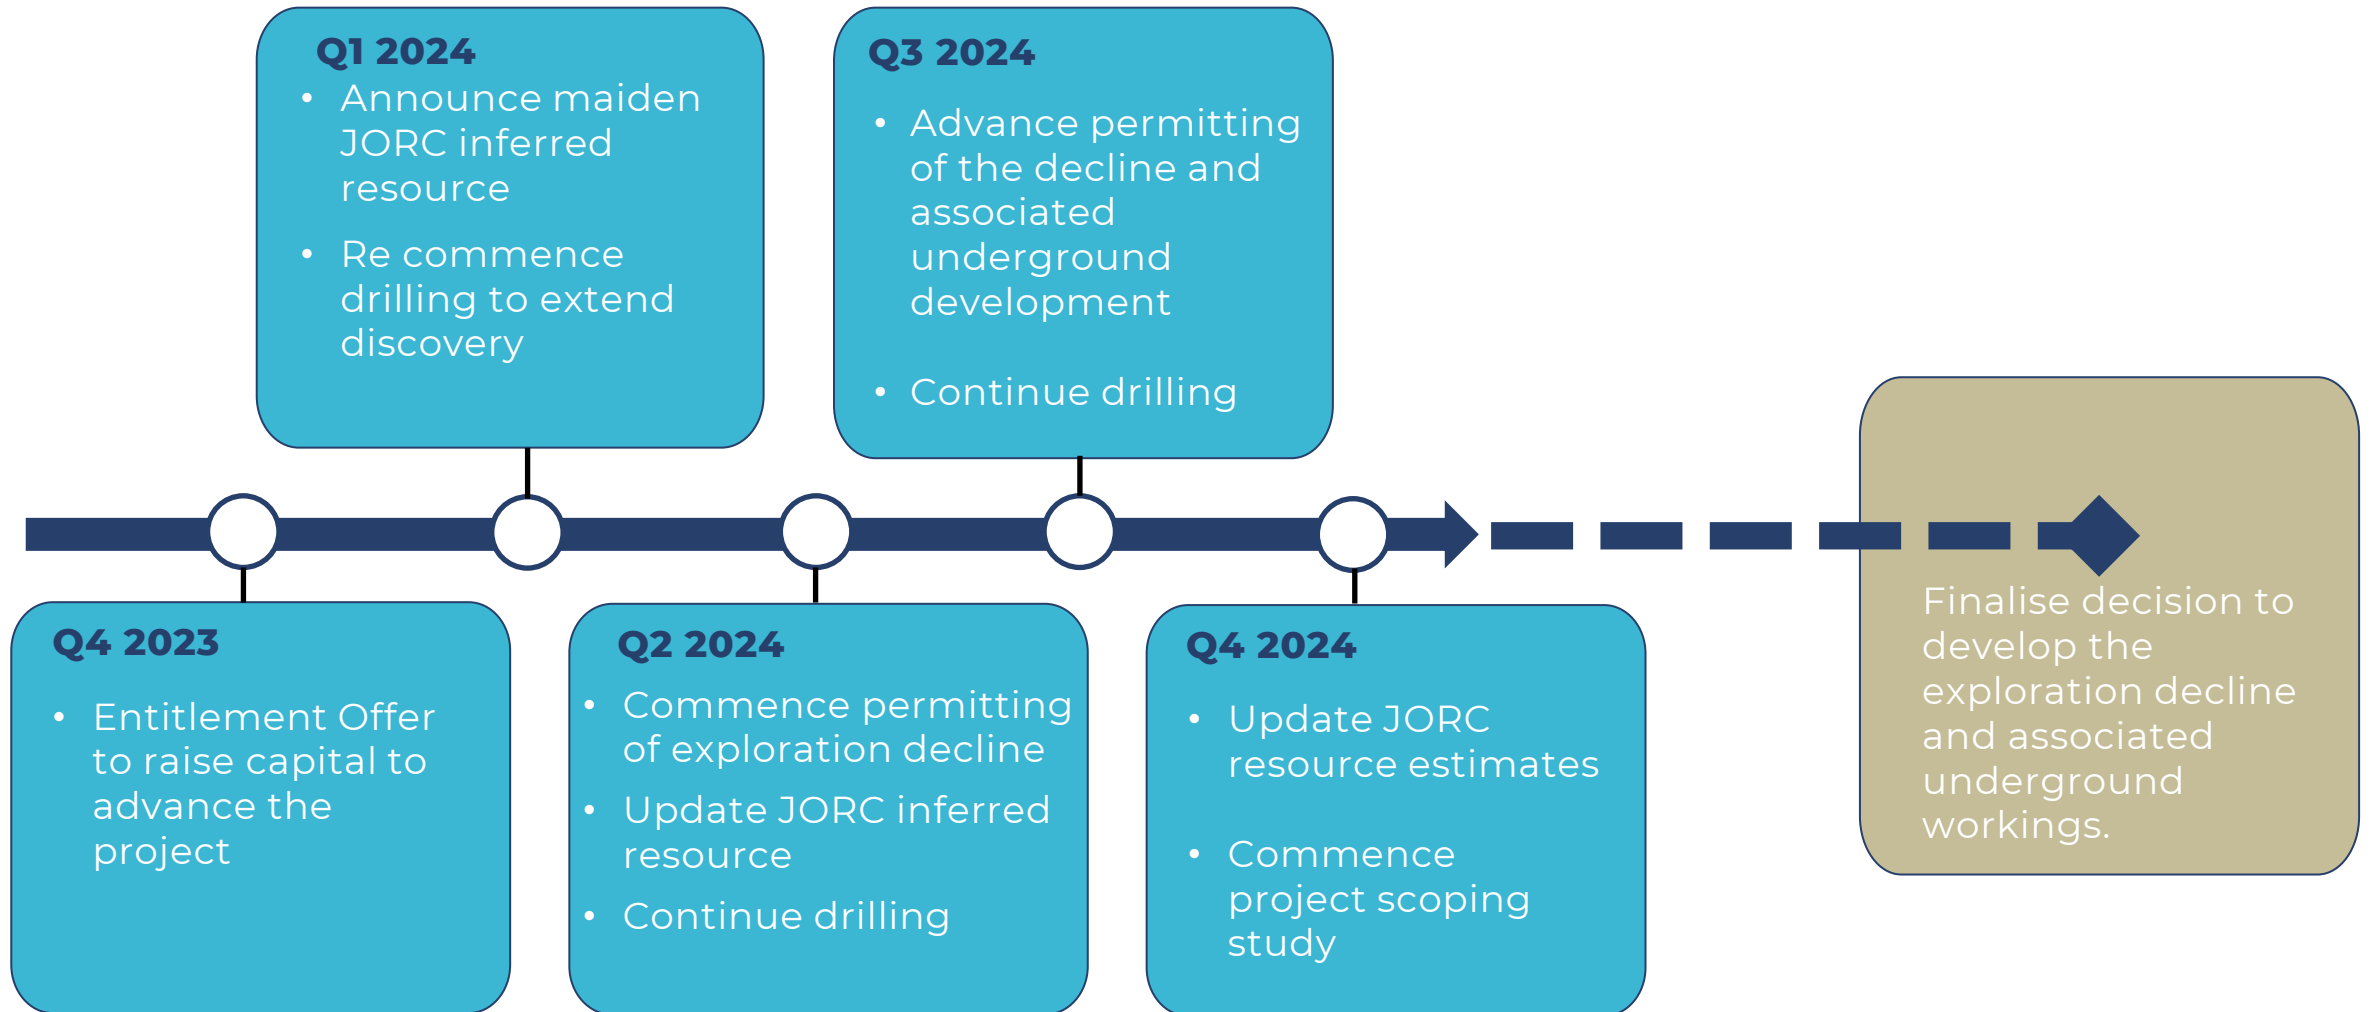 Q1 2024
• Announce maiden
JORC inferred
resource
• Re commence
drilling to extend
discovery
Q3 2024
• Advance permitting
of the decline and
associated
underground
development
• Continue drilling
Q4 2023
• Entitlement Offer
to raise capital to
advance the
project
Q2 2024
• Commence permitting
of exploration decline
• Update JORC inferred
resource
• Continue drilling
Q4 2024
• Update JORC
resource estimates
• Commence
project scoping
study
Finalise decision to
develop the
exploration decline
and associated
underground
workings.